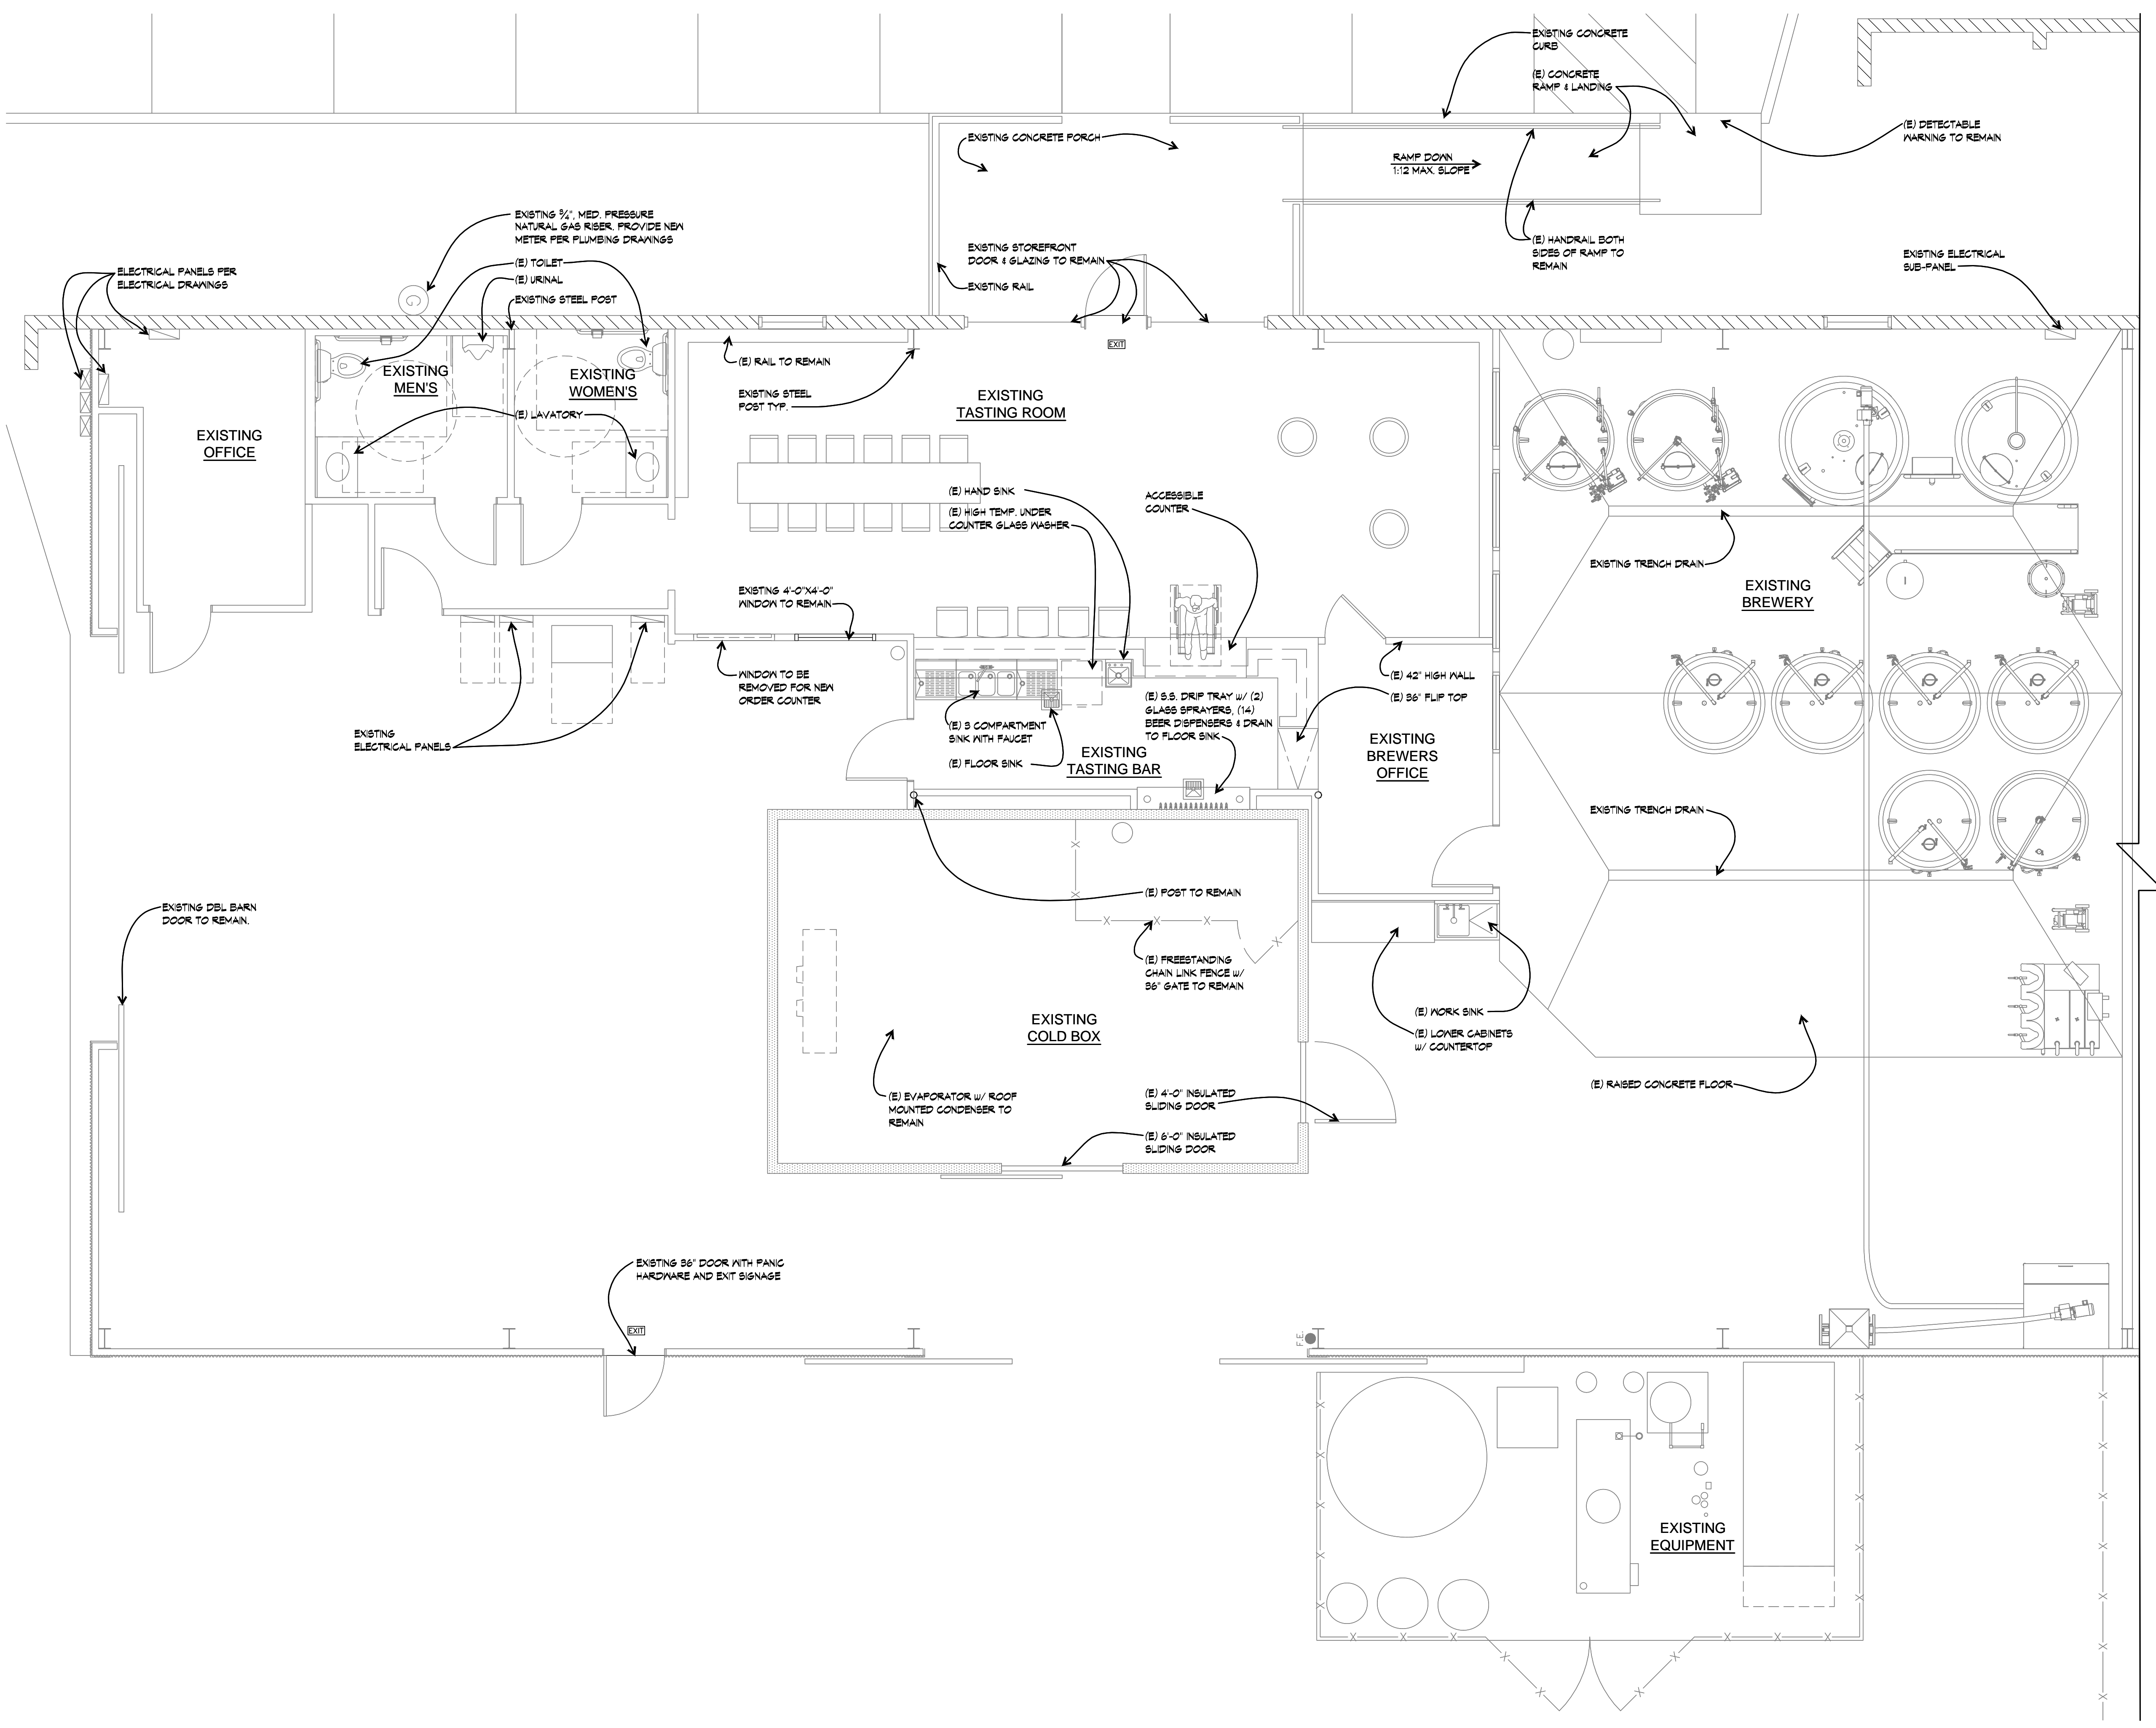 EXISTING CONCRETE
CURB
(E) CONCRETE
RAMP & LANDING
(E) DETECTABLE
WARNING TO REMAIN
EXISTING CONCRETE PORCH
RAMP DOWN
1:12 MAX. SLOPE
EXISTING ¾", MED. PRESSURE
NATURAL GAS RISER. PROVIDE NEW
METER PER PLUMBING DRAWINGS
(E) TOILET
(E) URINAL
EXISTING STEEL POST
ELECTRICAL PANELS PER
ELECTRICAL DRAWINGS
G
EXISTING STOREFRONT
DOOR & GLAZING TO REMAIN
EXISTING RAIL
(E) HANDRAIL BOTH
SIDES OF RAMP TO
REMAIN
EXISTING ELECTRICAL
SUB-PANEL
EXIT
(E) RAIL TO REMAIN
EXISTING
MEN'S
EXISTING
WOMEN'S
EXISTING STEEL
POST TYP.
EXISTING
TASTING ROOM
(E) LAVATORY
EXISTING
OFFICE
(E) HAND SINK
(E) HIGH TEMP. UNDER
COUNTER GLASS WASHER
ACCESSIBLE
COUNTER
EXISTING TRENCH DRAIN
EXISTING
BREWERY
EXISTING 4'-0"X4'-0"
WINDOW TO REMAIN
WINDOW TO BE
REMOVED FOR NEW
ORDER COUNTER
(E) 42" HIGH WALL
(E) 36" FLIP TOP
(E) S.S. DRIP TRAY W/ (2)
GLASS SPRAYERS, (14)
BEER DISPENSERS & DRAIN
TO FLOOR SINK
(E) 3 COMPARTMENT
SINK WITH FAUCET
(E) FLOOR SINK
EXISTING
TASTING BAR
EXISTING
BREWERS
OFFICE
EXISTING
ELECTRICAL PANELS
EXISTING TRENCH DRAIN
(E) POST TO REMAIN
EXISTING DBL BARN
DOOR TO REMAIN.
(E) FREESTANDING
CHAIN LINK FENCE W/
36" GATE TO REMAIN
EXISTING
COLD BOX
(E) WORK SINK
(E) LOWER CABINETS
W/ COUNTERTOP
(E) RAISED CONCRETE FLOOR
(E) EVAPORATOR W/ ROOF
MOUNTED CONDENSER TO
REMAIN
(E) 4'-0" INSULATED
SLIDING DOOR
(E) 6'-0" INSULATED
SLIDING DOOR
EXISTING 36" DOOR WITH PANIC
HARDWARE AND EXIT SIGNAGE
EXIT
F.E.
EXISTING
EQUIPMENT